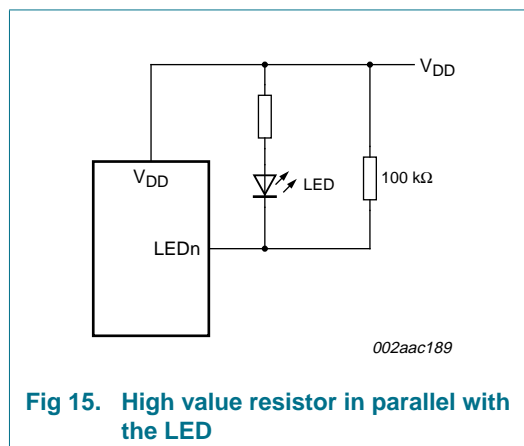 VDD
VDD
LED
100 kΩ
LEDn
002aac189
Fig 15. High value resistor in parallel with
the LED